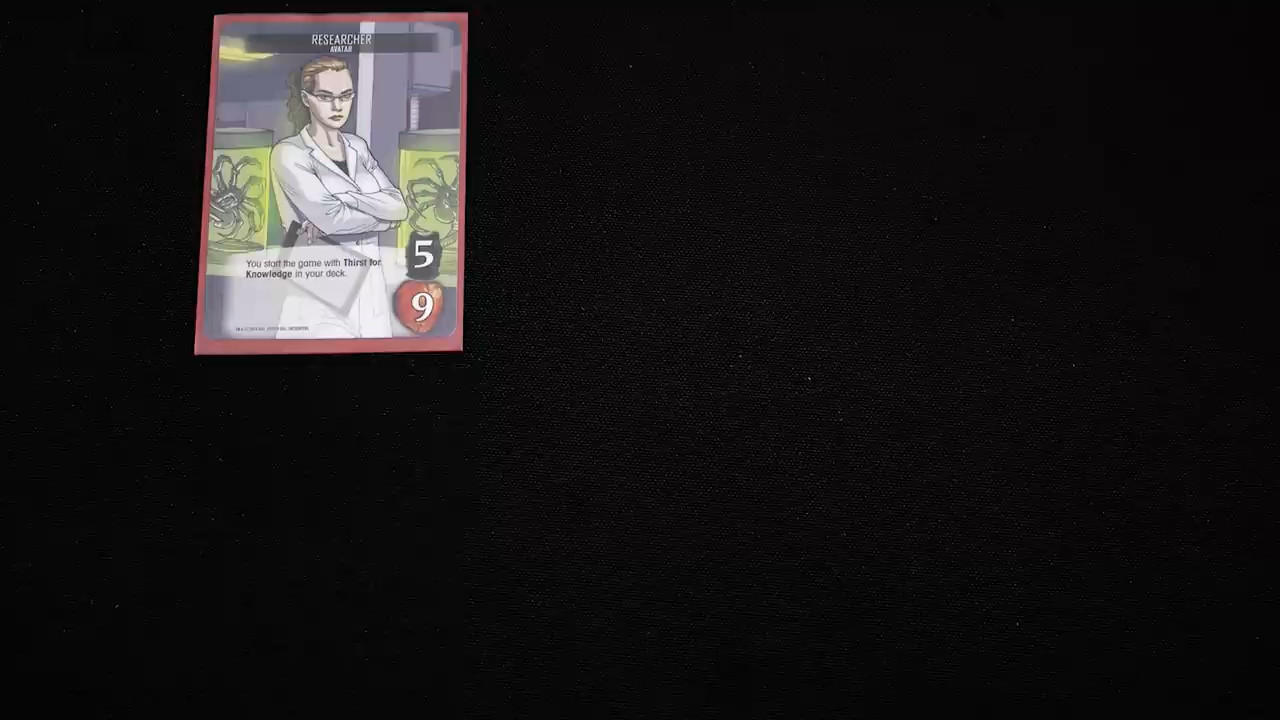 RESEARCHER
AVATAR
You start the game with Thirst for
Knowledge in your deck.
5
9